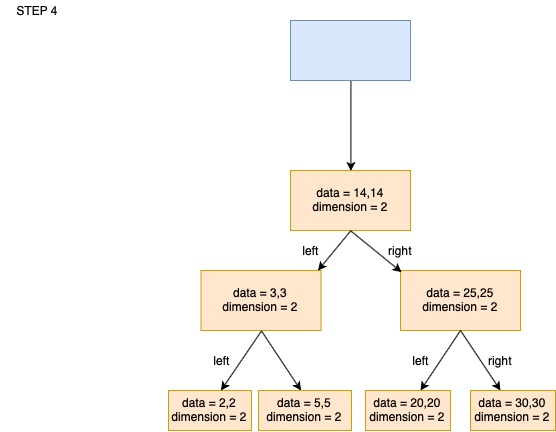 STEP 4
data = 14,14
dimension = 2
left
right
data = 3,3
dimension = 2
data = 25,25
dimension = 2
left
left
right
data = 2,2
dimension = 2
data = 5,5
dimension = 2
data = 20,20
dimension = 2
data = 30,30
dimension = 2